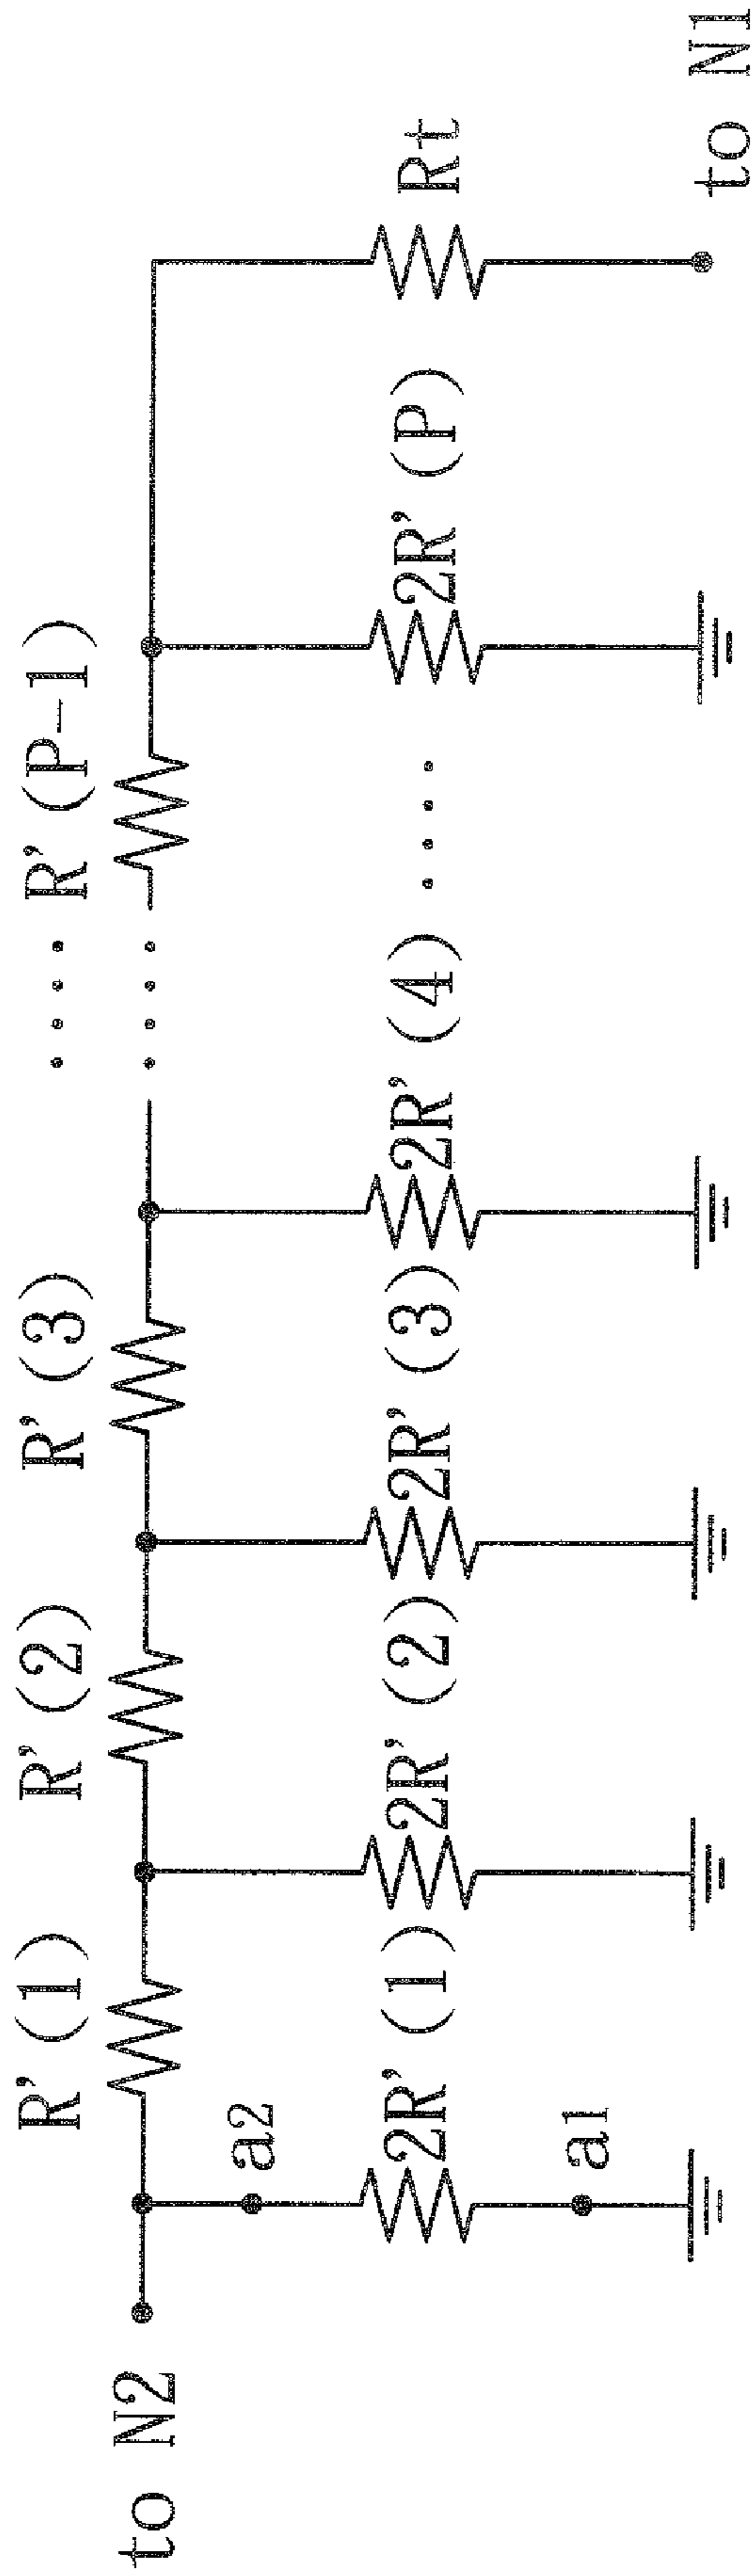 R' (1)
R' (2)
R' (3)
R' (P-1)
to N2
a2
2R' (1)
2R' (2)
2R' (3)
2R' (4)
2R' (P)
Rt
a1
to N1